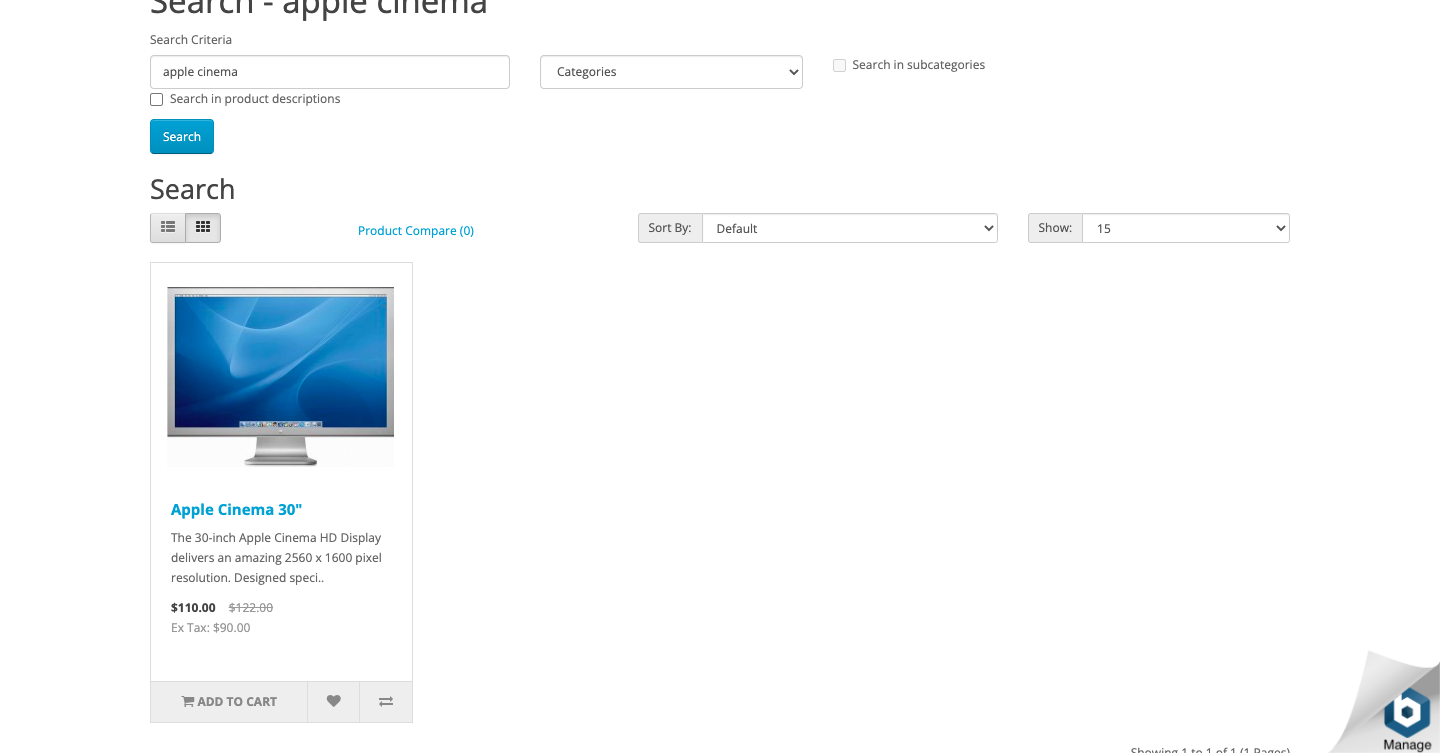 Search - apple cinema
Search Criteria
apple cinema
Categories
Search in subcategories
Search in product descriptions
Search
Search
Product Compare (0)
Sort By:
Default
Show:
15
Apple Cinema 30"
The 30-inch Apple Cinema HD Display
delivers an amazing 2560 x 1600 pixel
resolution. Designed speci..
$110.00 $122.00
Ex Tax: $90.00
ADD TO CART
Manage
Showing 1 to 1 of 1 (1 Pages)